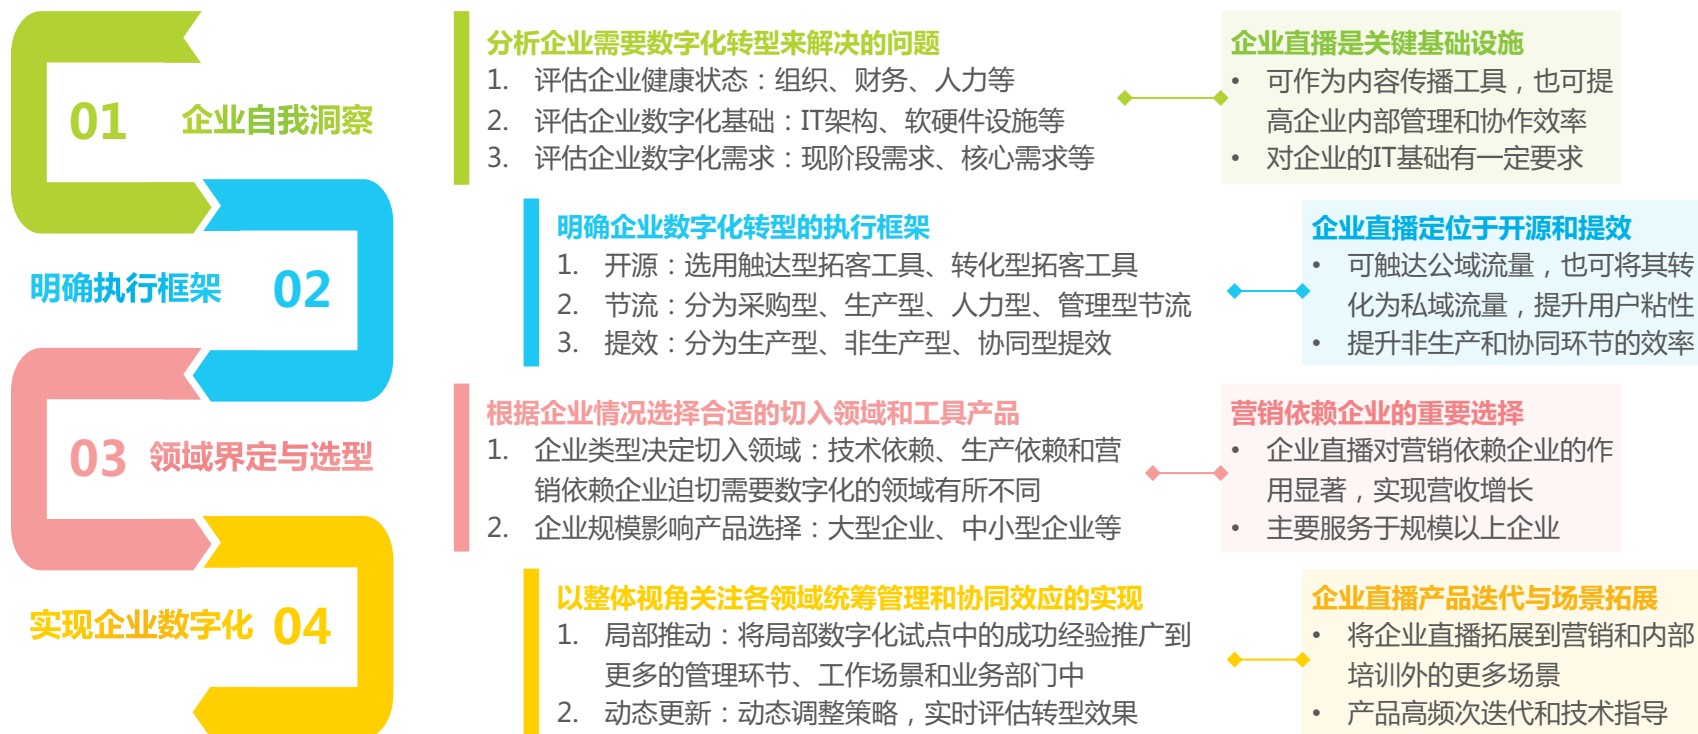 01 企业自我洞察
分析企业需要数字化转型来解决的问题
1. 评估企业健康状态：组织、财务、人力等
2. 评估企业数字化基础：IT架构、软硬件设施等
3. 评估企业数字化需求：现阶段需求、核心需求等
企业直播是关键基础设施
• 可作为内容传播工具，也可提
高企业内部管理和协作效率
• 对企业的IT基础有一定要求
明确执行框架 02
明确企业数字化转型的执行框架
1. 开源：选用触达型拓客工具、转化型拓客工具
2. 节流：分为采购型、生产型、人力型、管理型节流
3. 提效：分为生产型、非生产型、协同型提效
企业直播定位于开源和提效
• 可触达公域流量，也可将其转
化为私域流量，提升用户粘性
• 提升非生产和协同环节的效率
03 领域界定与选型
根据企业情况选择合适的切入领域和工具产品
1. 企业类型决定切入领域：技术依赖、生产依赖和营
销依赖企业迫切需要数字化的领域有所不同
2. 企业规模影响产品选择：大型企业、中小型企业等
营销依赖企业的重要选择
• 企业直播对营销依赖企业的作
用显著，实现营收增长
• 主要服务于规模以上企业
实现企业数字化 04
以整体视角关注各领域统筹管理和协同效应的实现
1. 局部推动：将局部数字化试点中的成功经验推广到
更多的管理环节、工作场景和业务部门中
2. 动态更新：动态调整策略，实时评估转型效果
企业直播产品迭代与场景拓展
• 将企业直播拓展到营销和内部
培训外的更多场景
• 产品高频次迭代和技术指导